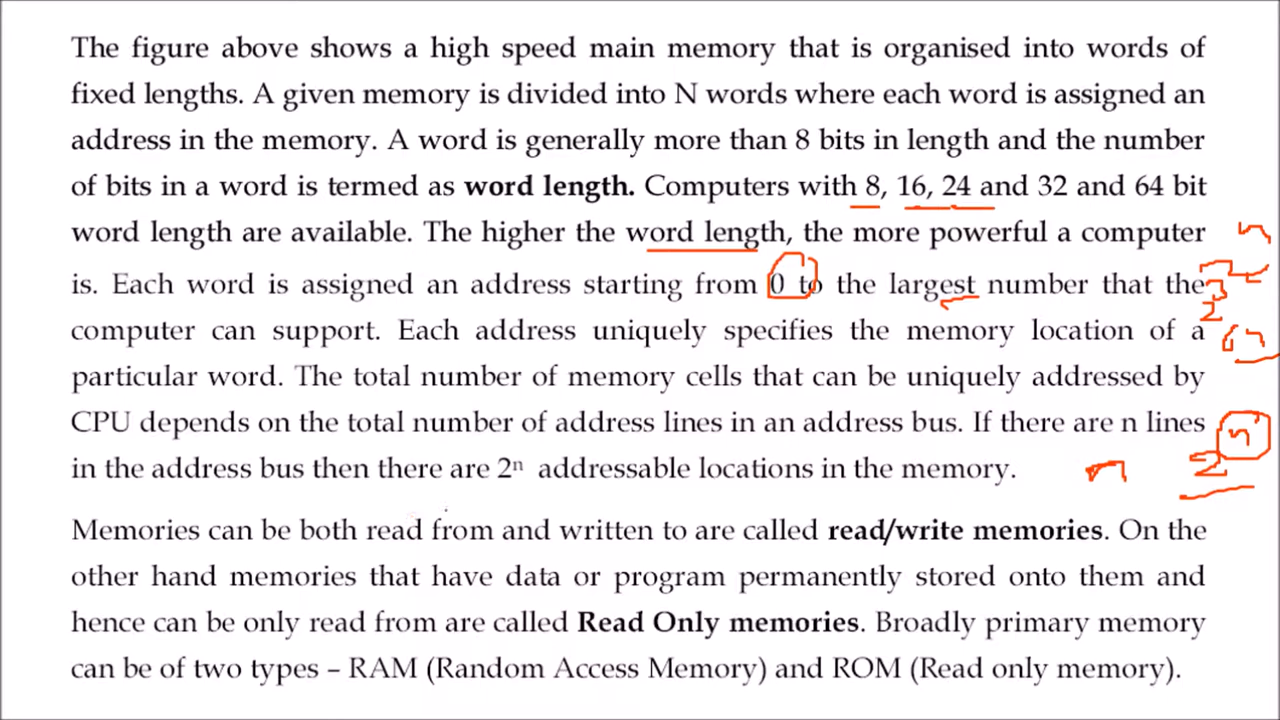 The figure above shows a high speed main memory that is organised into words of
fixed lengths. A given memory is divided into N words where each word is assigned an
address in the memory. A word is generally more than 8 bits in length and the number
of bits in a word is termed as word length. Computers with 8, 16, 24 and 32 and 64 bit
word length are available. The higher the word length, the more powerful a computer
is. Each word is assigned an address starting from 0 to the largest number that the
computer can support. Each address uniquely specifies the memory location of a
particular word. The total number of memory cells that can be uniquely addressed by
CPU depends on the total number of address lines in an address bus. If there are n lines
in the address bus then there are 2ⁿ addressable locations in the memory.
n 2ⁿ
Memories can be both read from and written to are called read/write memories. On the
other hand memories that have data or program permanently stored onto them and
hence can be only read from are called Read Only memories. Broadly primary memory
can be of two types – RAM (Random Access Memory) and ROM (Read only memory).